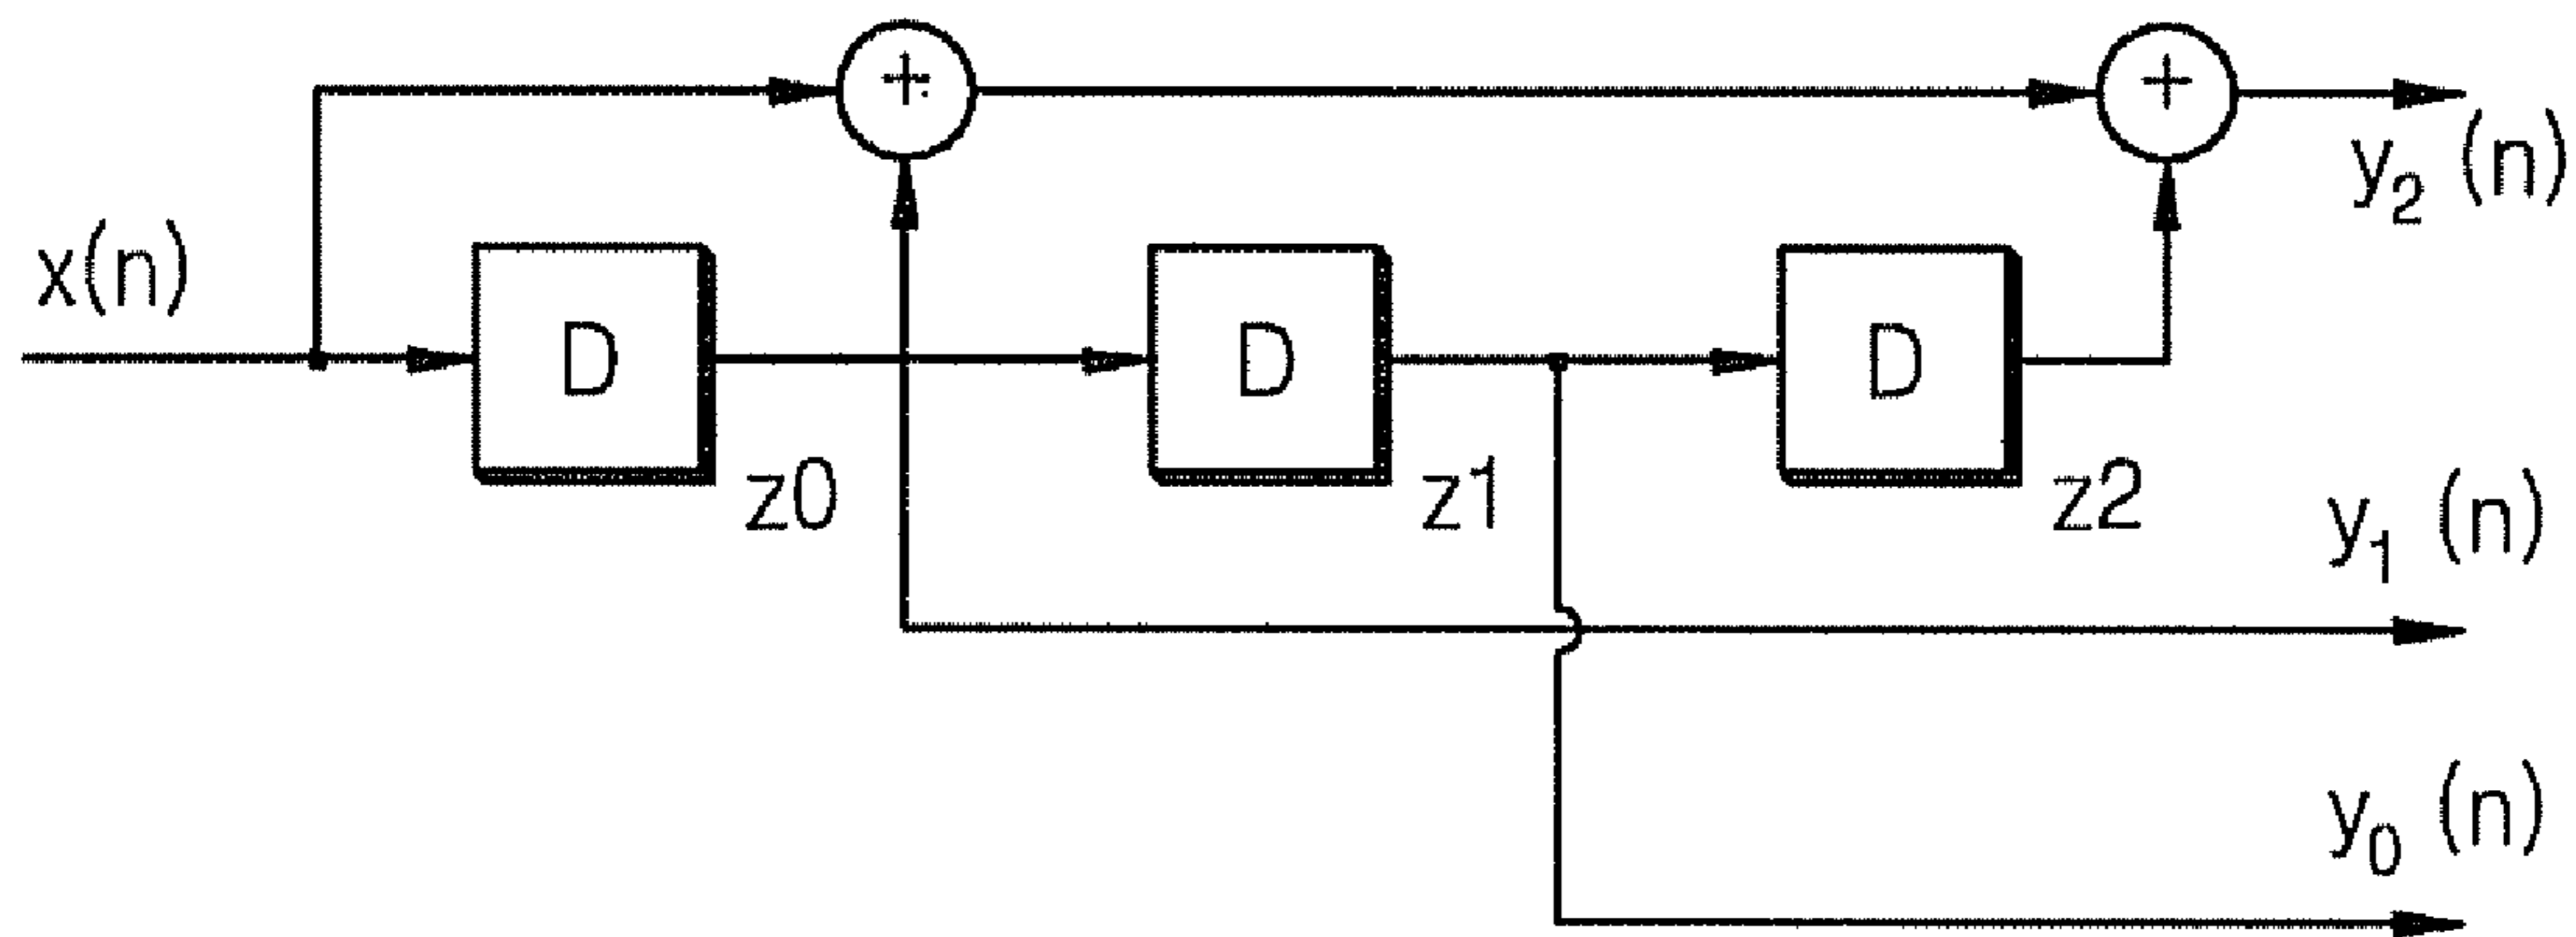 +
+
y₂ (n)
x(n)
D
D
D
z0
z1
z2
y₁ (n)
y₀ (n)